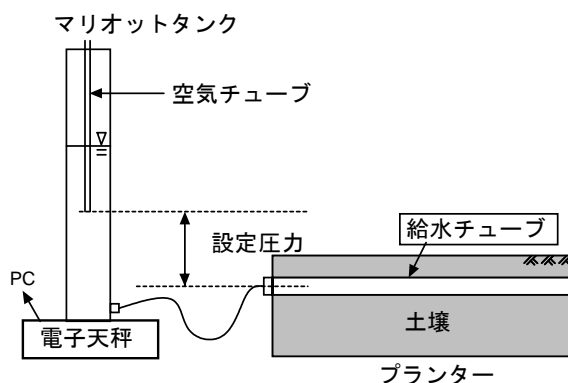 マリオットタンク
空気チューブ
設定圧力
給水チューブ
PC
電子天秤
土壌
プランター